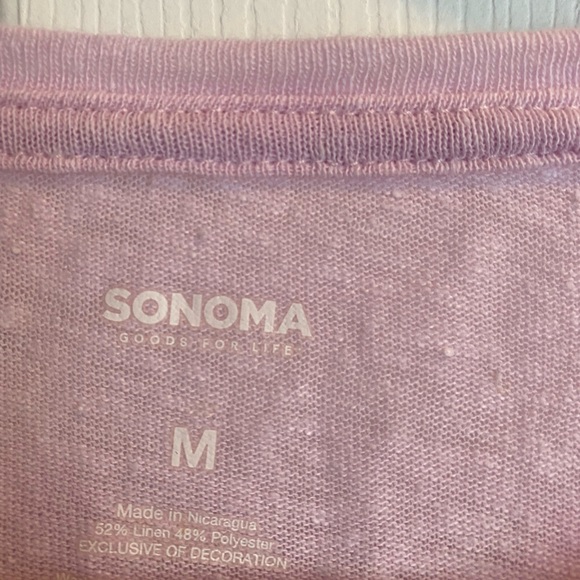 SONOMA
GOODS FOR LIFE
M
Made in Nicaragua
52% Linen 48% Polyester
EXCLUSIVE OF DECORATION